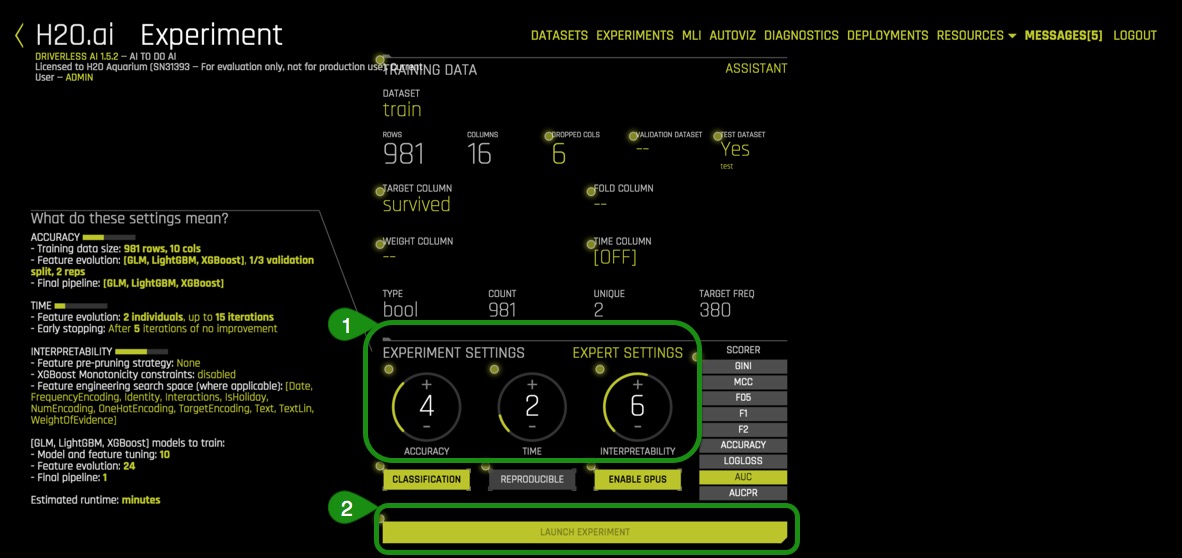 H2O.ai Experiment
DATASETS EXPERIMENTS MLI AUTOVIZ DIAGNOSTICS DEPLOYMENTS RESOURCES MESSAGES[5] LOGOUT
DRIVERLESS AI 1.5.2 – AI TO DO AI
Licensed to H2O Aquarium (SN31393 – For evaluation only, not for production use). Current
User – ADMIN
TRAINING DATA ASSISTANT
DATASET
train
ROWS COLUMNS DROPPED COLS VALIDATION DATASET TEST DATASET
981 16 6 -- Yes
test
TARGET COLUMN FOLD COLUMN
survived --
WEIGHT COLUMN TIME COLUMN
-- [OFF]
TYPE COUNT UNIQUE TARGET FREQ
bool 981 2 380
What do these settings mean?
ACCURACY
- Training data size: 981 rows, 10 cols
- Feature evolution: [GLM, LightGBM, XGBoost], 1/3 validation
split, 2 reps
- Final pipeline: [GLM, LightGBM, XGBoost]
TIME
- Feature evolution: 2 individuals, up to 15 iterations
- Early stopping: After 5 iterations of no improvement
INTERPRETABILITY
- Feature pre-pruning strategy: None
- XGBoost Monotonicity constraints: disabled
- Feature engineering search space (where applicable): [Date,
FrequencyEncoding, Identity, Interactions, IsHoliday,
NumEncoding, OneHotEncoding, TargetEncoding, Text, TextLin,
WeightOfEvidence]
[GLM, LightGBM, XGBoost] models to train:
- Model and feature tuning: 10
- Feature evolution: 24
- Final pipeline: 1
Estimated runtime: minutes
1
EXPERIMENT SETTINGS EXPERT SETTINGS
+ + +
4 2 6
- - -
ACCURACY TIME INTERPRETABILITY
SCORER
GINI
MCC
F05
F1
F2
ACCURACY
LOGLOSS
AUC
AUCPR
CLASSIFICATION REPRODUCIBLE ENABLE GPUS
2
LAUNCH EXPERIMENT